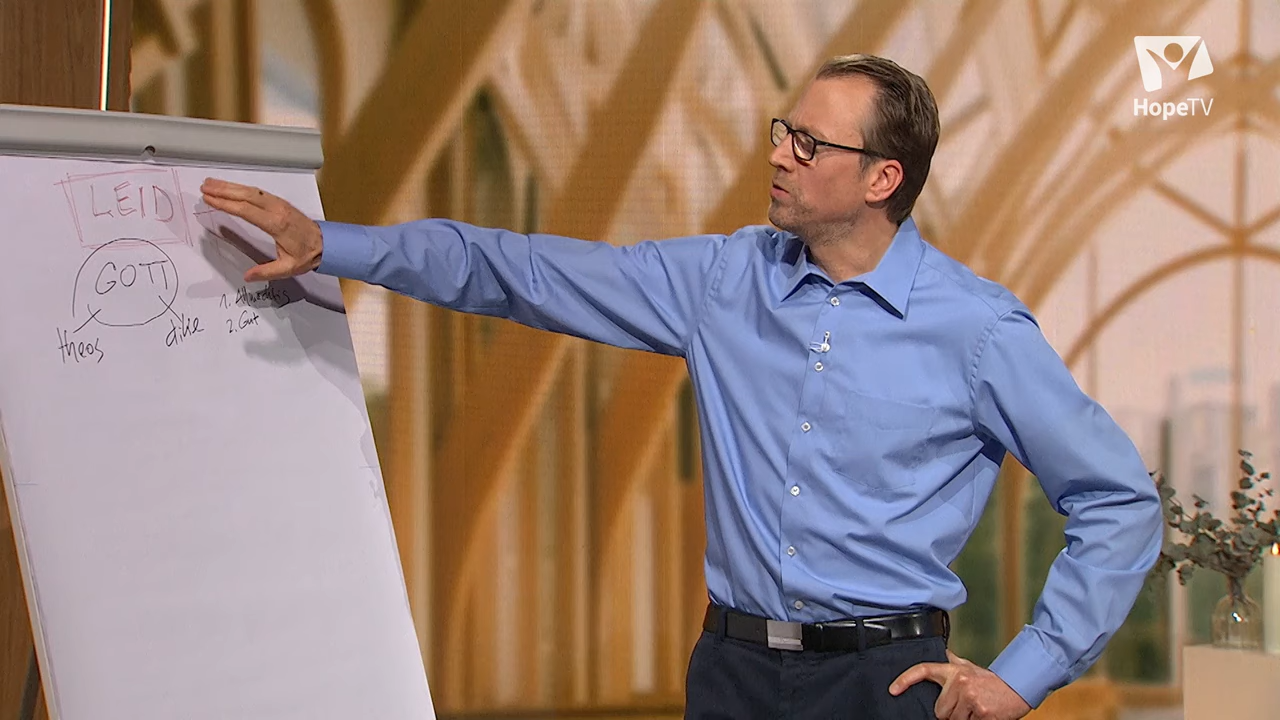 LEID
GOTT
theos
dike
1. Allmächtig
2. Gut
HopeTV